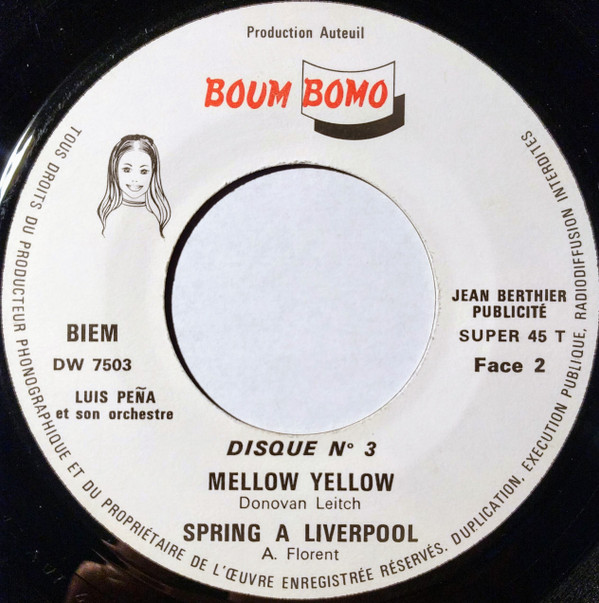 Production Auteuil
BOUM BOMO
BIEM
DW 7503
LUIS PEÑA
et son orchestre
JEAN BERTHIER
PUBLICITÉ
SUPER 45 T
Face 2
DISQUE N° 3
MELLOW YELLOW
Donovan Leitch
SPRING A LIVERPOOL
A. Florent
TOUS DROITS DU PRODUCTEUR PHONOGRAPHIQUE ET DU PROPRIÉTAIRE DE L'ŒUVRE ENREGISTRÉE RÉSERVÉS. DUPLICATION, EXECUTION PUBLIQUE, RADIODIFFUSION INTERDITES